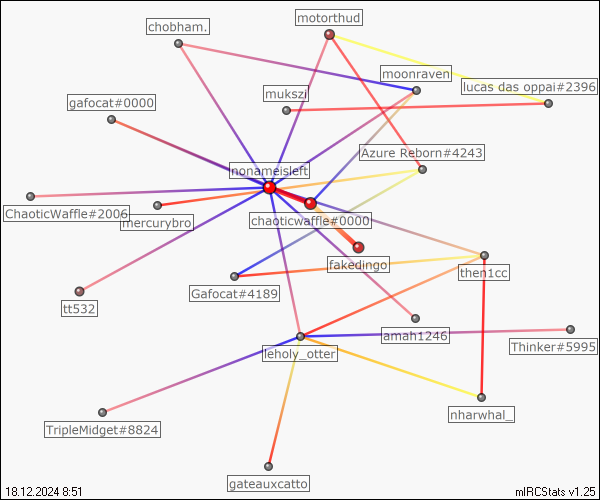 motorthud
chobham.
moonraven
lucas das oppai#2396
mukszil
gafocat#0000
Azure Reborn#4243
nonameisleft
ChaoticWaffle#2006
mercurybro
chaoticwaffle#0000
fakedingo
then1cc
Gafocat#4189
tt532
amah1246
Thinker#5995
leholy_otter
nharwhal_
TripleMidget#8824
gateauxcatto
18.12.2024 8:51
mIRCStats v1.25